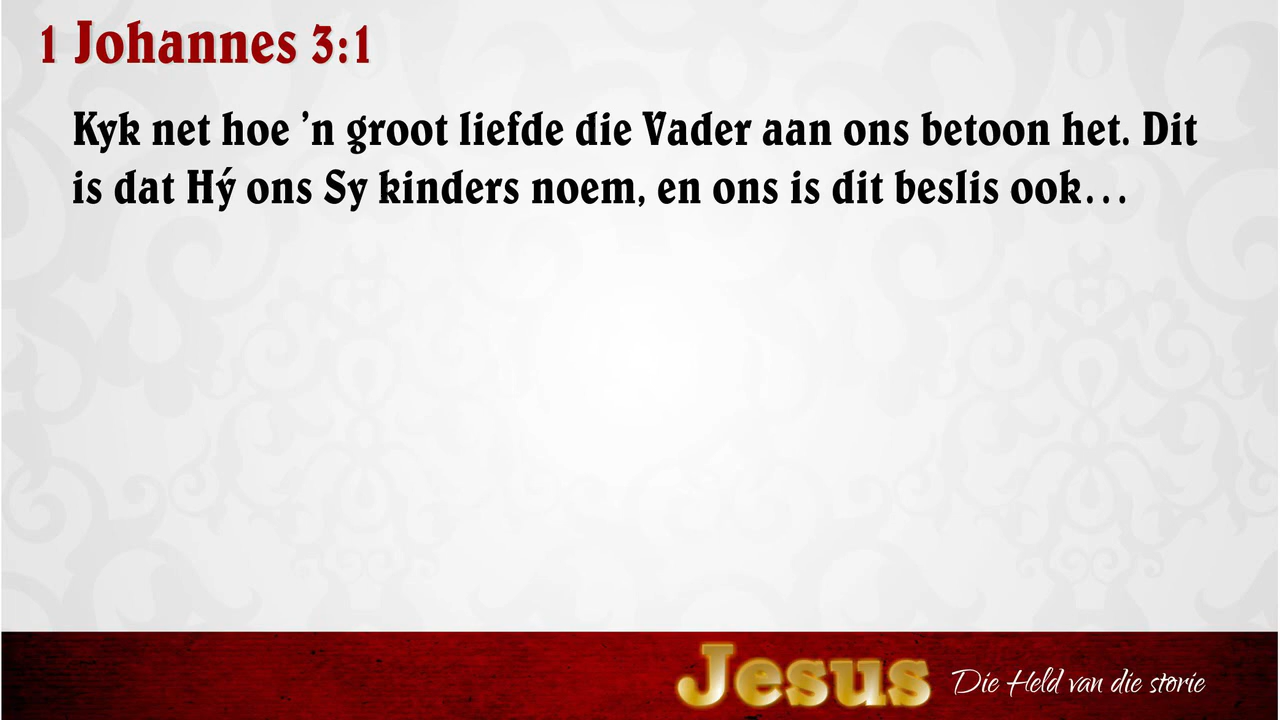 1 Johannes 3:1
Kyk net hoe ’n groot liefde die Vader aan ons betoon het. Dit
is dat Hý ons Sy kinders noem, en ons is dit beslis ook…
Jesus Die Held van die storie